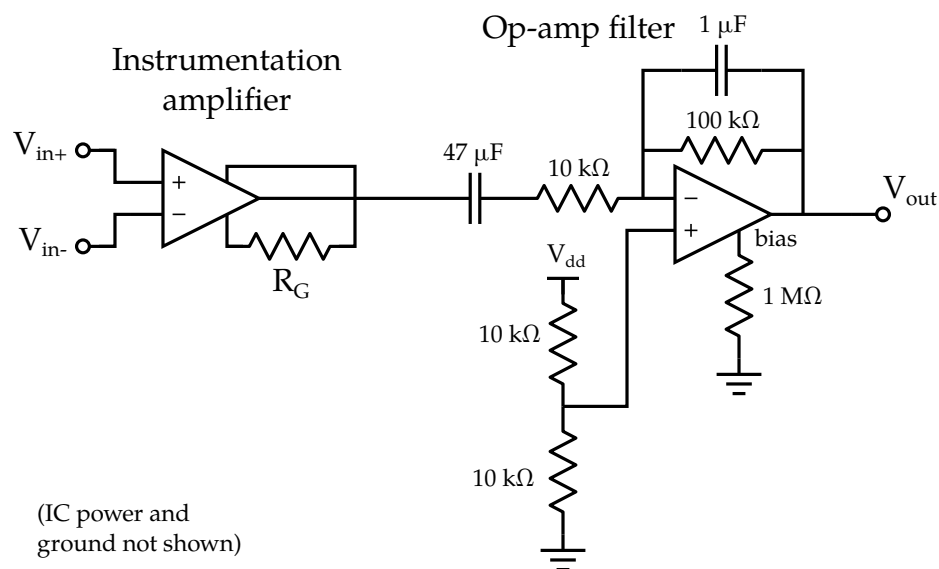 Op-amp filter
1 µF
Instrumentation
amplifier
100 kΩ
V_in+
47 µF
10 kΩ
+
−
−
+
V_out
V_in-
R_G
V_dd
bias
1 MΩ
10 kΩ
10 kΩ
(IC power and
ground not shown)